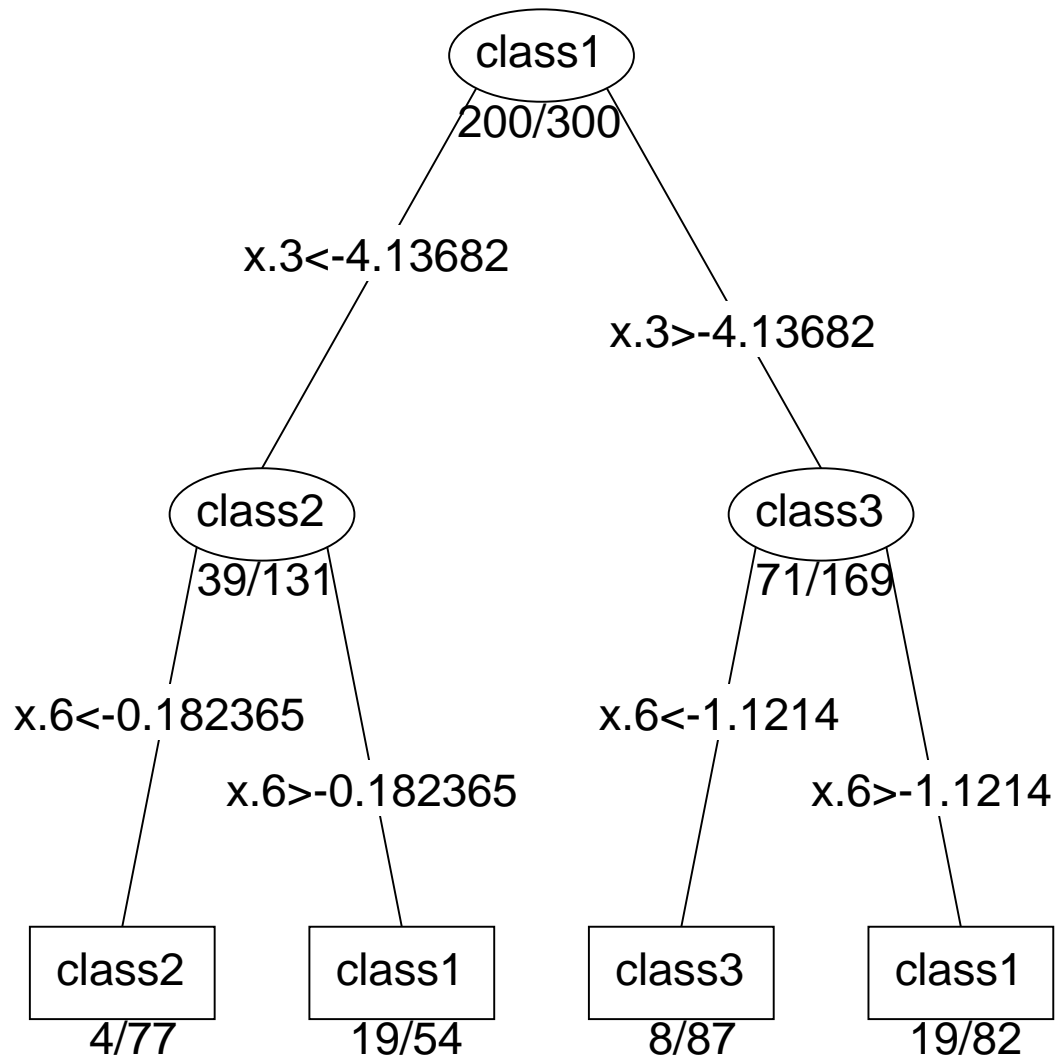 class1
200/300
x.3<-4.13682
x.3>-4.13682
class2
39/131
class3
71/169
x.6<-0.182365
x.6>-0.182365
x.6<-1.1214
x.6>-1.1214
class2
4/77
class1
19/54
class3
8/87
class1
19/82